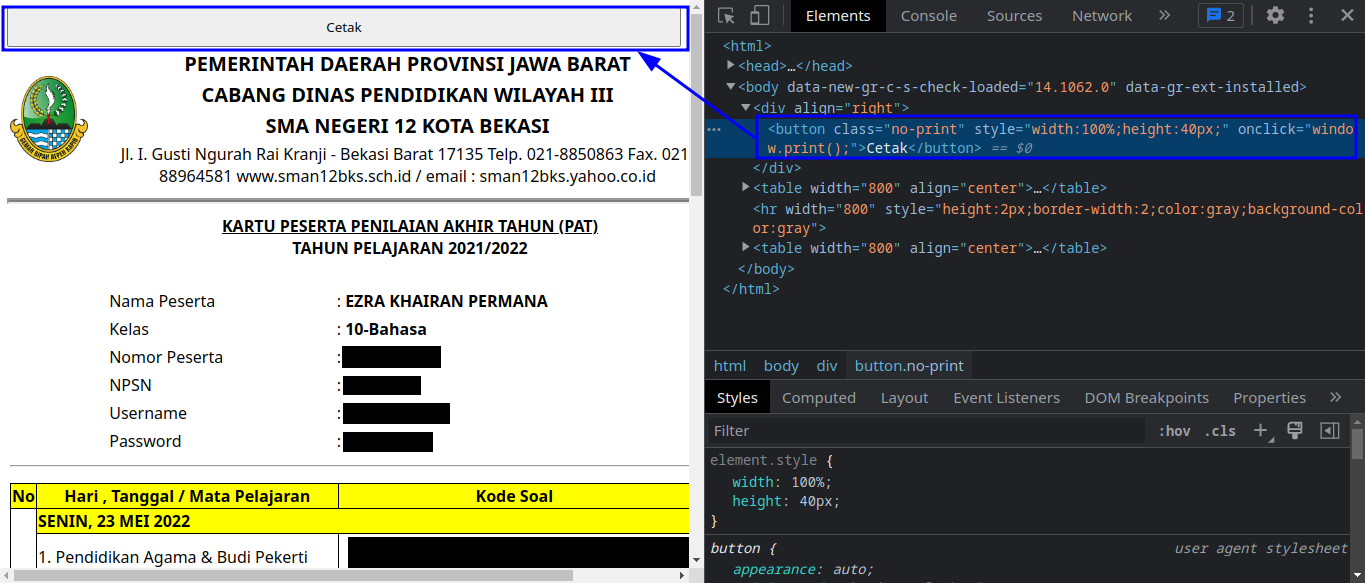 Cetak
PEMERINTAH DAERAH PROVINSI JAWA BARAT
CABANG DINAS PENDIDIKAN WILAYAH III
SMA NEGERI 12 KOTA BEKASI
Jl. I. Gusti Ngurah Rai Kranji - Bekasi Barat 17135 Telp. 021-8850863 Fax. 021
88964581 www.sman12bks.sch.id / email : sman12bks.yahoo.co.id
KARTU PESERTA PENILAIAN AKHIR TAHUN (PAT)
TAHUN PELAJARAN 2021/2022
Nama Peserta : EZRA KHAIRAN PERMANA
Kelas : 10-Bahasa
Nomor Peserta :
NPSN :
Username :
Password :
No Hari , Tanggal / Mata Pelajaran Kode Soal
SENIN, 23 MEI 2022
1. Pendidikan Agama & Budi Pekerti
Elements Console Sources Network » 2
<html>
<head>…</head>
<body data-new-gr-c-s-check-loaded="14.1062.0" data-gr-ext-installed>
<div align="right">
<button class="no-print" style="width:100%;height:40px;" onclick="windo
w.print();">Cetak</button> == $0
</div>
<table width="800" align="center">…</table>
<hr width="800" style="height:2px;border-width:2;color:gray;background-col
or:gray">
<table width="800" align="center">…</table>
</body>
</html>
html body div button.no-print
Styles Computed Layout Event Listeners DOM Breakpoints Properties »
Filter :hov .cls +
element.style {
width: 100%;
height: 40px;
}
button { user agent stylesheet
appearance: auto;